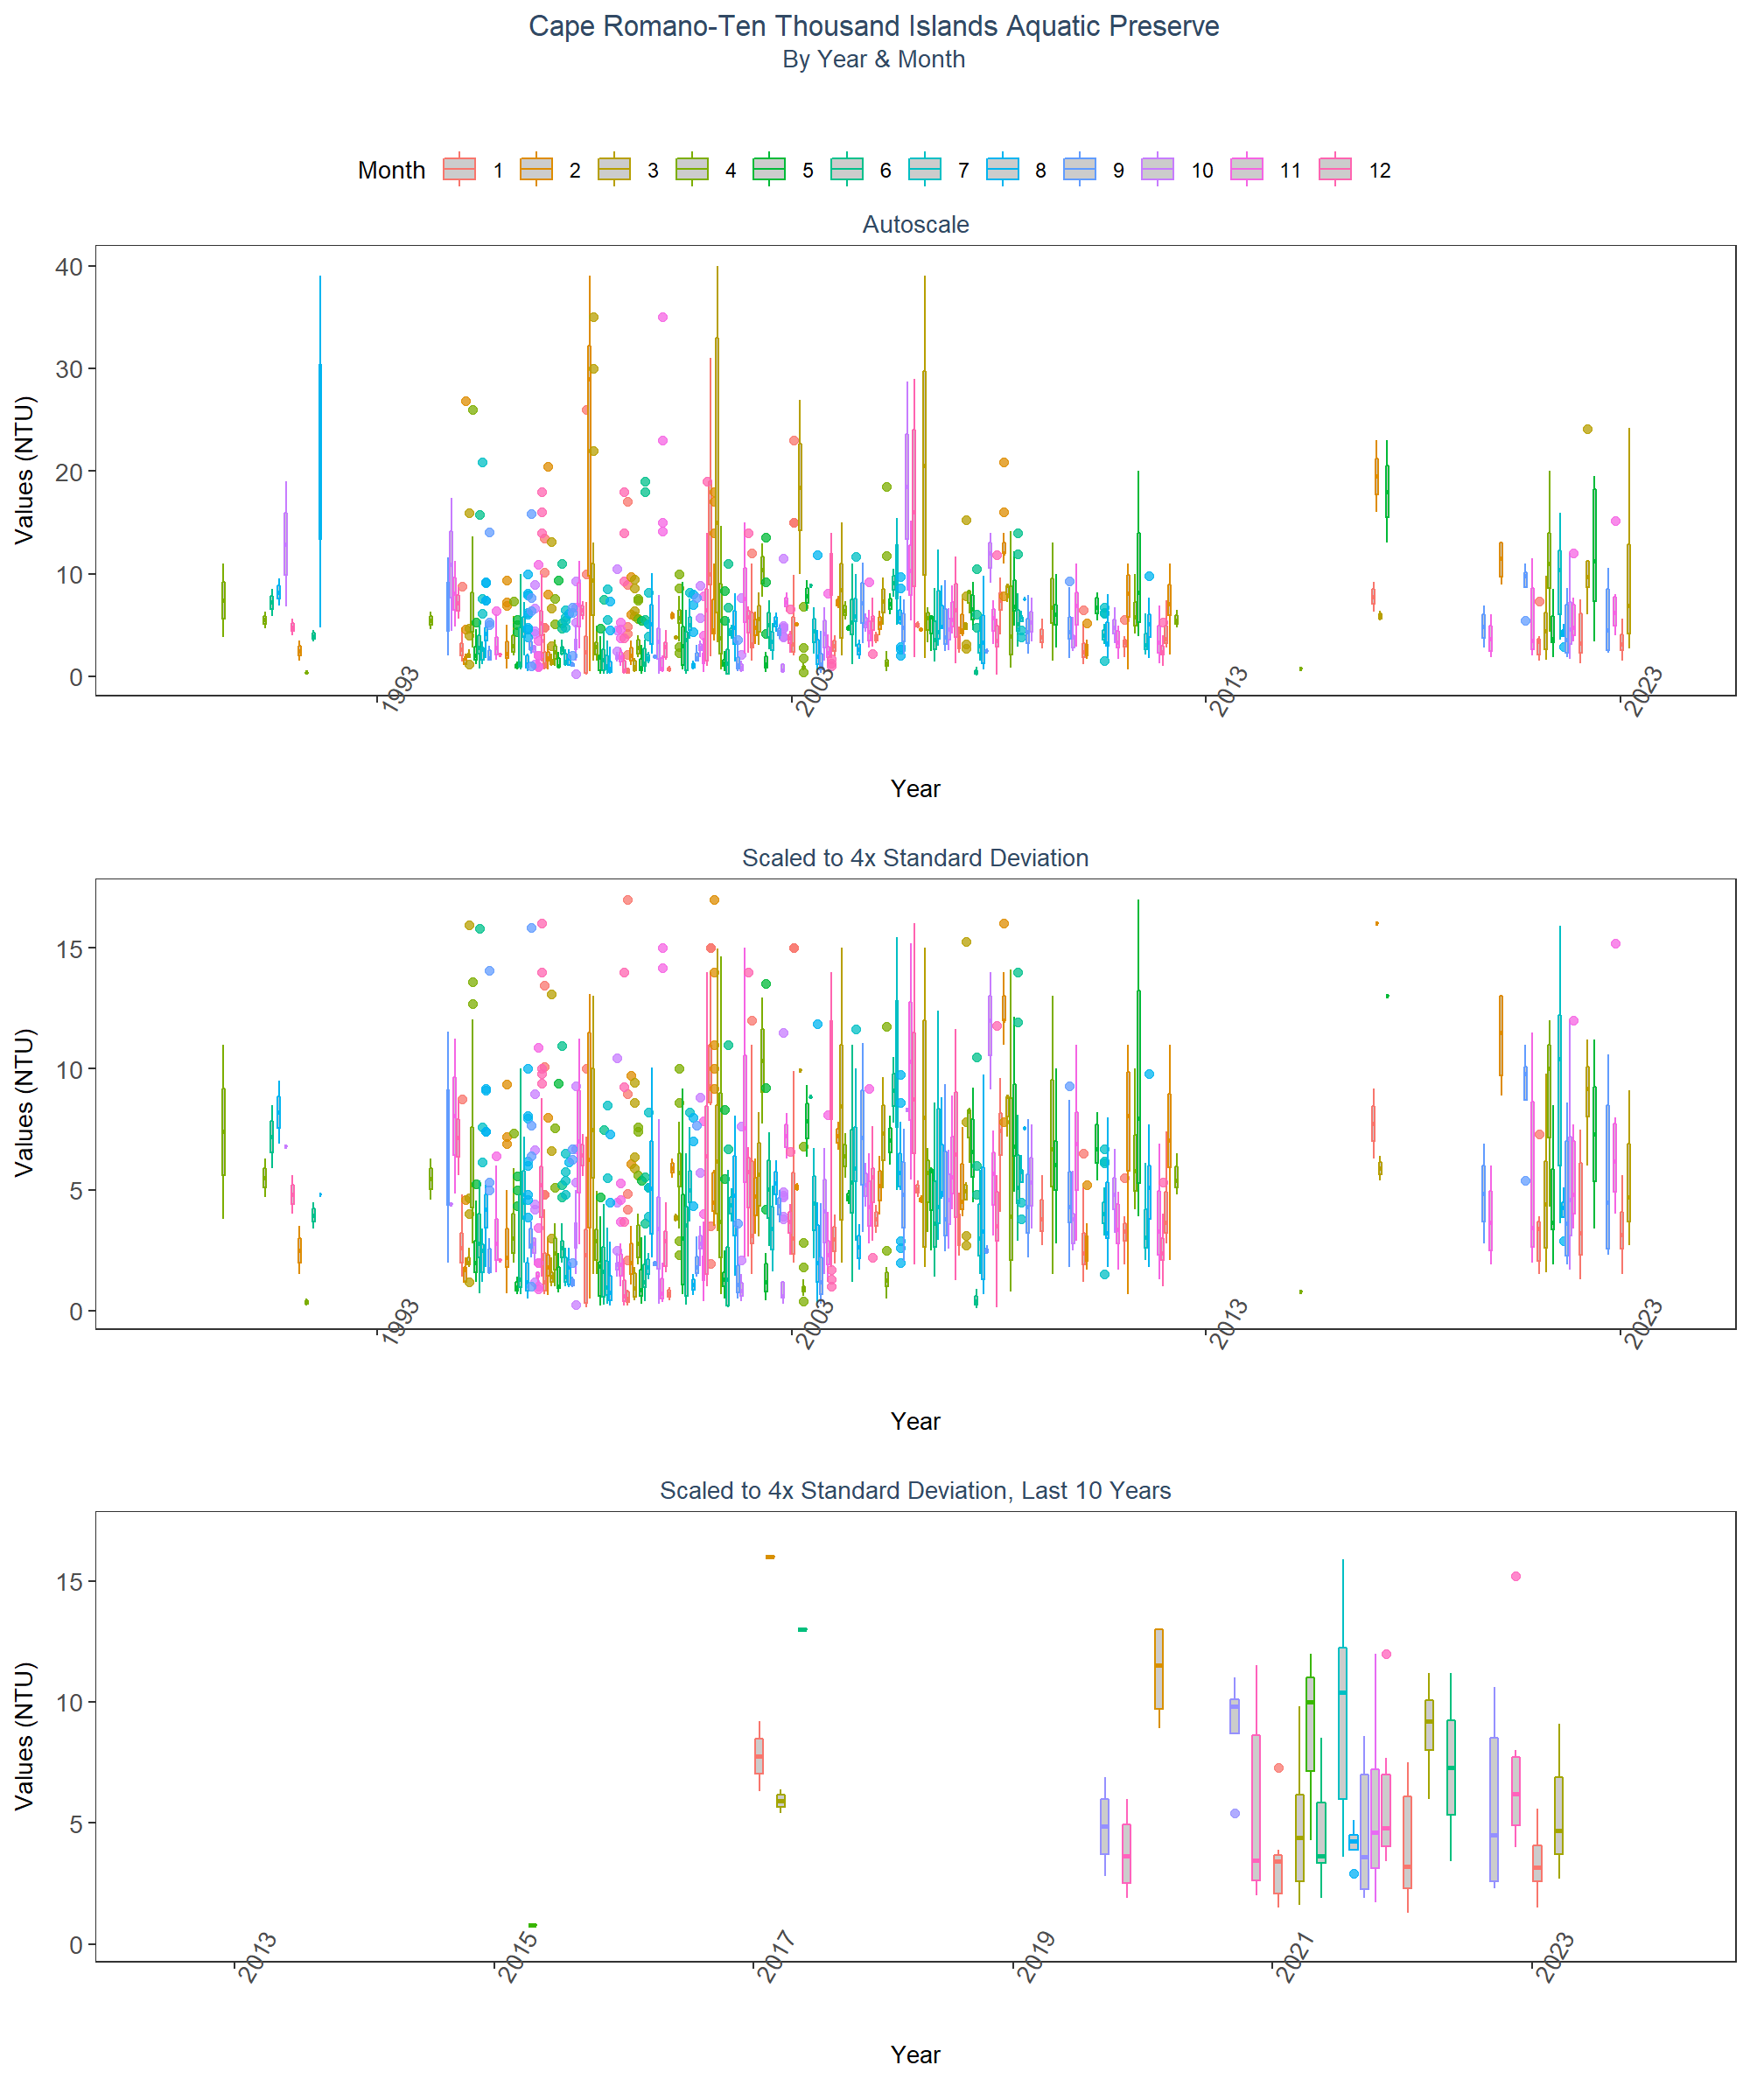 Cape Romano-Ten Thousand Islands Aquatic Preserve
By Year & Month
Month 1 2 3 4 5 6 7 8 9 10 11 12
Autoscale
Values (NTU)
40
30
20
10
0
1993 2003 2013 2023
Year
Scaled to 4x Standard Deviation
Values (NTU)
15
10
5
0
1993 2003 2013 2023
Year
Scaled to 4x Standard Deviation, Last 10 Years
Values (NTU)
15
10
5
0
2013 2015 2017 2019 2021 2023
Year